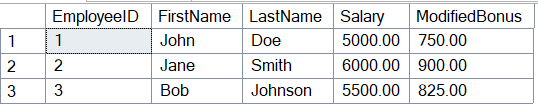 EmployeeID FirstName LastName Salary ModifiedBonus
1 1 John Doe 5000.00 750.00
2 2 Jane Smith 6000.00 900.00
3 3 Bob Johnson 5500.00 825.00